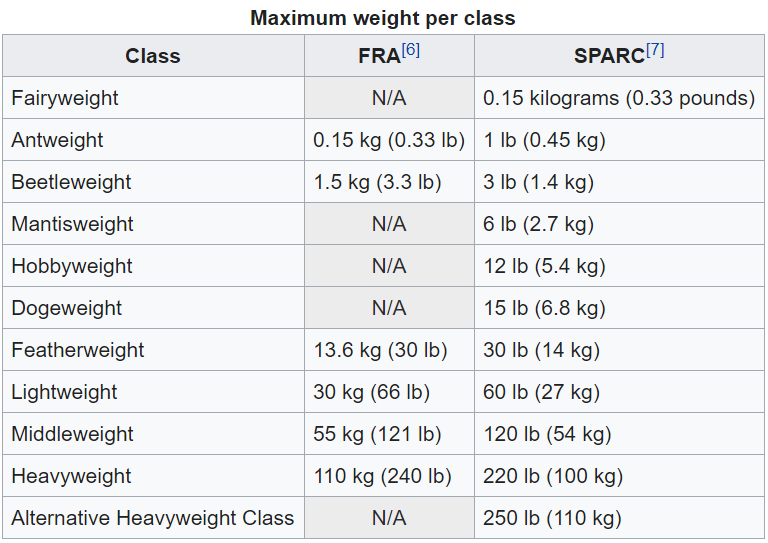 Maximum weight per class
Class FRA[6] SPARC[7]
Fairyweight N/A 0.15 kilograms (0.33 pounds)
Antweight 0.15 kg (0.33 lb) 1 lb (0.45 kg)
Beetleweight 1.5 kg (3.3 lb) 3 lb (1.4 kg)
Mantisweight N/A 6 lb (2.7 kg)
Hobbyweight N/A 12 lb (5.4 kg)
Dogeweight N/A 15 lb (6.8 kg)
Featherweight 13.6 kg (30 lb) 30 lb (14 kg)
Lightweight 30 kg (66 lb) 60 lb (27 kg)
Middleweight 55 kg (121 lb) 120 lb (54 kg)
Heavyweight 110 kg (240 lb) 220 lb (100 kg)
Alternative Heavyweight Class N/A 250 lb (110 kg)